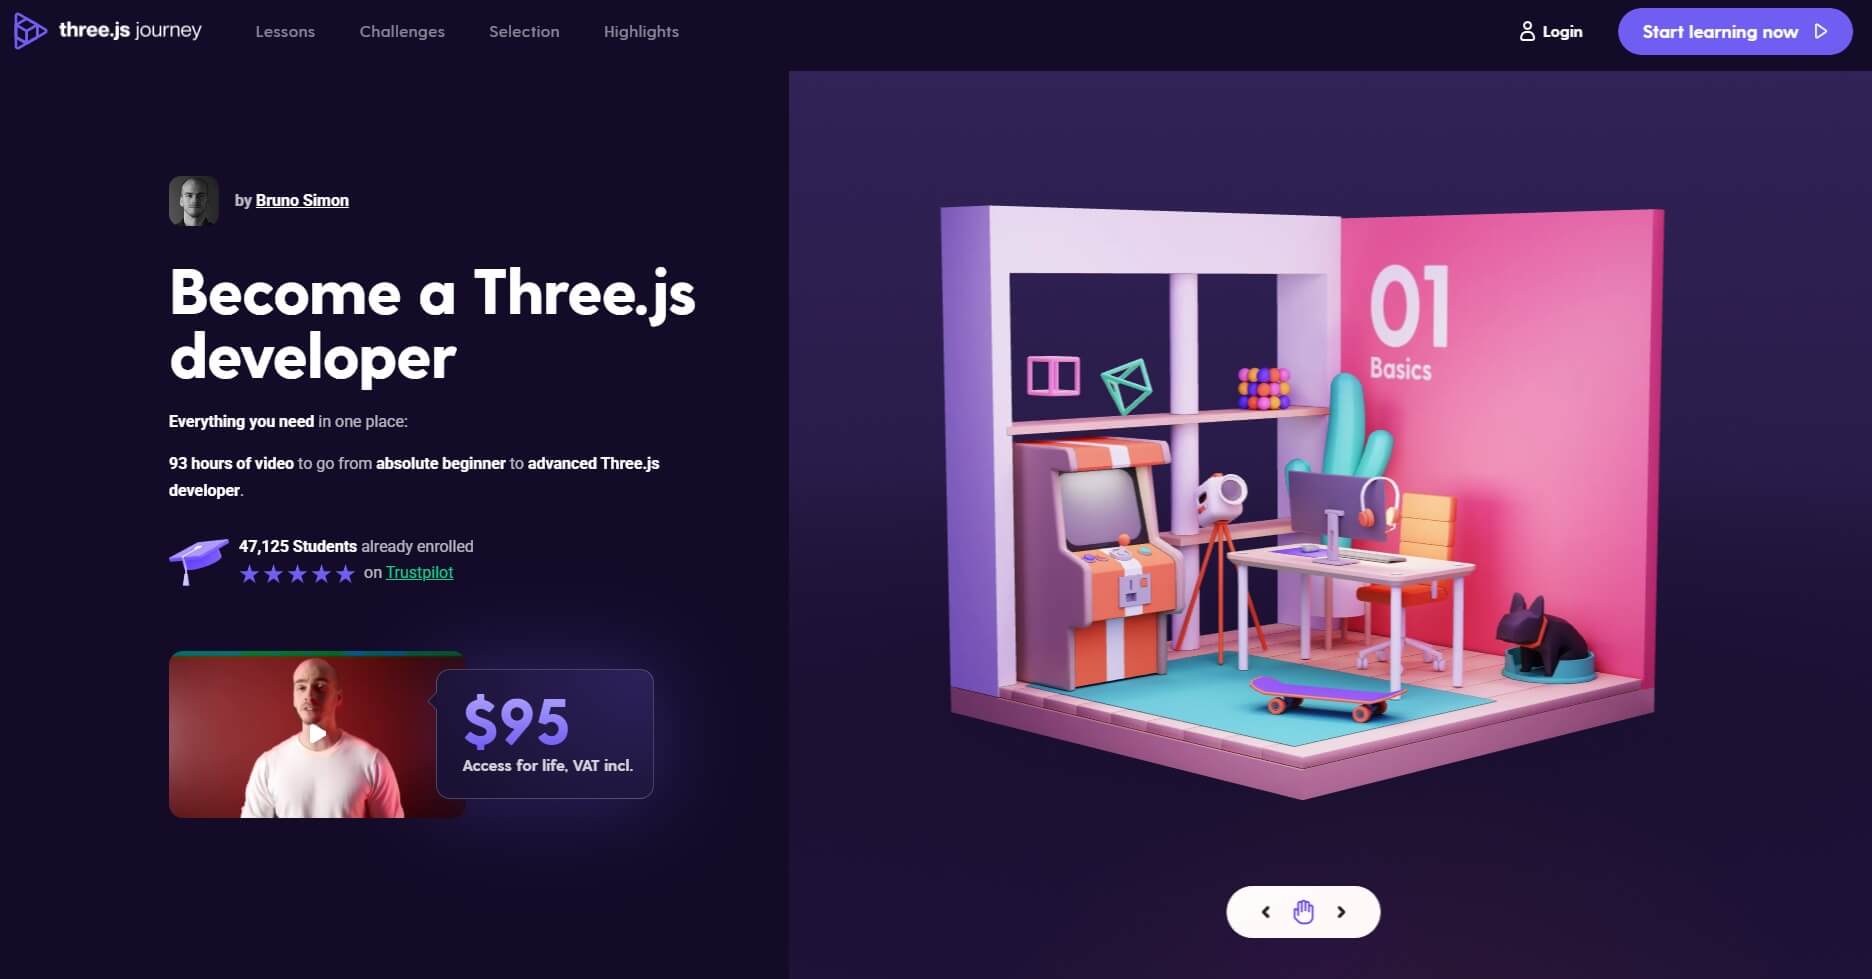 three.js journey
Lessons
Challenges
Selection
Highlights
Login
Start learning now
by Bruno Simon
Become a Three.js
developer
Everything you need in one place:
93 hours of video to go from absolute beginner to advanced Three.js
developer.
47,125 Students already enrolled
on Trustpilot
$95
Access for life, VAT incl.
01
Basics